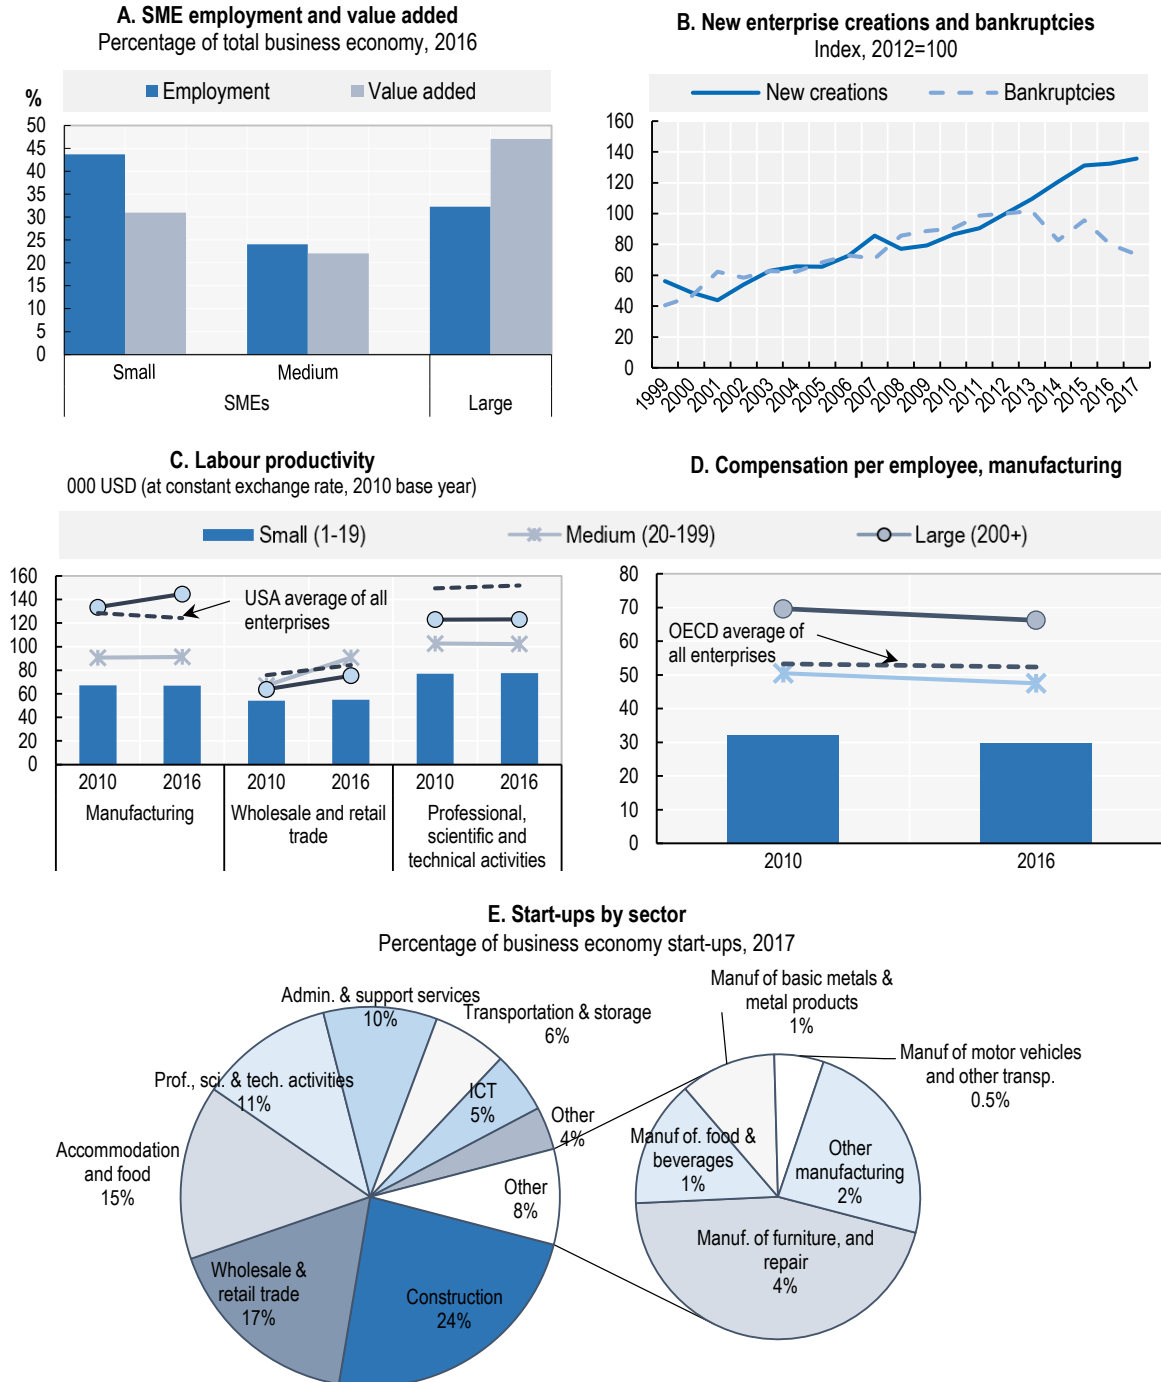 A. SME employment and value added
Percentage of total business economy, 2016
Employment
Value added
%
50
45
40
35
30
25
20
15
10
5
0
Small
Medium
SMEs
Large
B. New enterprise creations and bankruptcies
Index, 2012=100
New creations
Bankruptcies
160
140
120
100
80
60
40
20
0
1999
2000
2001
2002
2003
2004
2005
2006
2007
2008
2009
2010
2011
2012
2013
2014
2015
2016
2017
C. Labour productivity
000 USD (at constant exchange rate, 2010 base year)
D. Compensation per employee, manufacturing
Small (1-19)
Medium (20-199)
Large (200+)
160
140
120
100
80
60
40
20
0
USA average of all
enterprises
2010
2016
2010
2016
2010
2016
Manufacturing
Wholesale and retail
trade
Professional,
scientific and
technical activities
80
70
60
50
40
30
20
10
0
OECD average of
all enterprises
2010
2016
E. Start-ups by sector
Percentage of business economy start-ups, 2017
Admin. & support services
10%
Transportation & storage
6%
Prof., sci. & tech. activities
11%
ICT
5%
Other
4%
Accommodation
and food
15%
Other
8%
Wholesale &
retail trade
17%
Construction
24%
Manuf of basic metals &
metal products
1%
Manuf of motor vehicles
and other transp.
0.5%
Manuf of. food &
beverages
1%
Other
manufacturing
2%
Manuf. of furniture, and
repair
4%